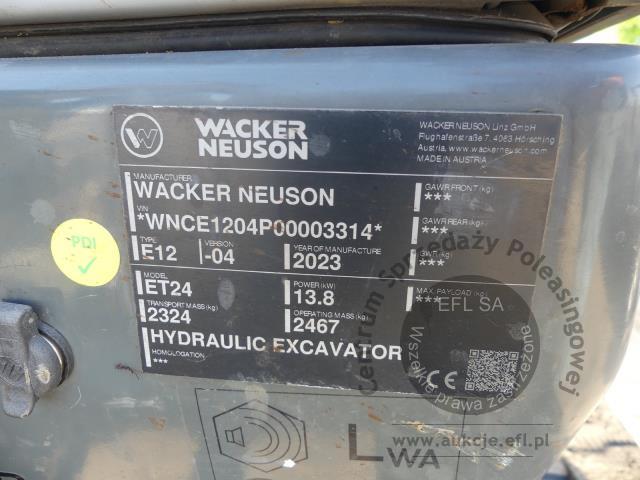 WACKER
NEUSON
WACKER NEUSON Linz GmbH
Flughafenstraße 7, 4063 Hörsching
Austria, www.wackerneuson.com
MADE IN AUSTRIA
MANUFACTURER
WACKER NEUSON
VIN
*WNCE1204P00003314*
TYPE VERSION YEAR OF MANUFACTURE
E12 -04 2023
MODEL POWER (kW)
ET24 13.8
TRANSPORT MASS (kg) OPERATING MASS (kg)
2324 2467
HYDRAULIC EXCAVATOR
HOMOLOGATION
***
GAWR FRONT (kg)
***
GAWR REAR (kg)
***
GWR (kg)
***
MAX. PAYLOAD (kg)
***
CE
PDI
LWA
Centrum Sprzedaży Poleasingowej
EFL SA
Wszelkie prawa zastrzeżone
www.aukcje.efl.pl